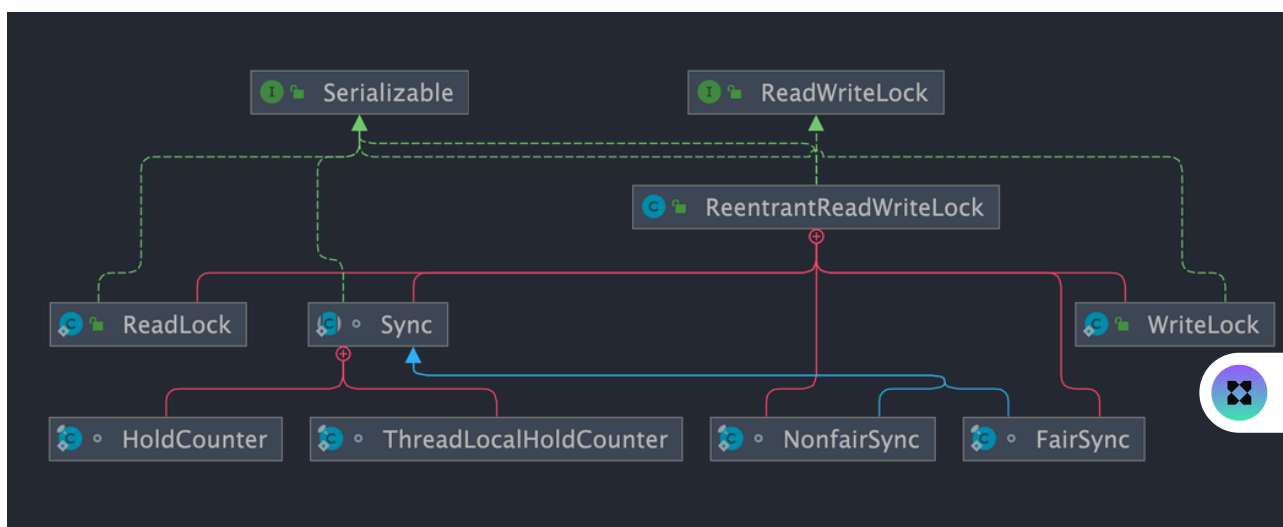 Serializable
ReadWriteLock
ReentrantReadWriteLock
ReadLock
Sync
WriteLock
HoldCounter
ThreadLocalHoldCounter
NonfairSync
FairSync